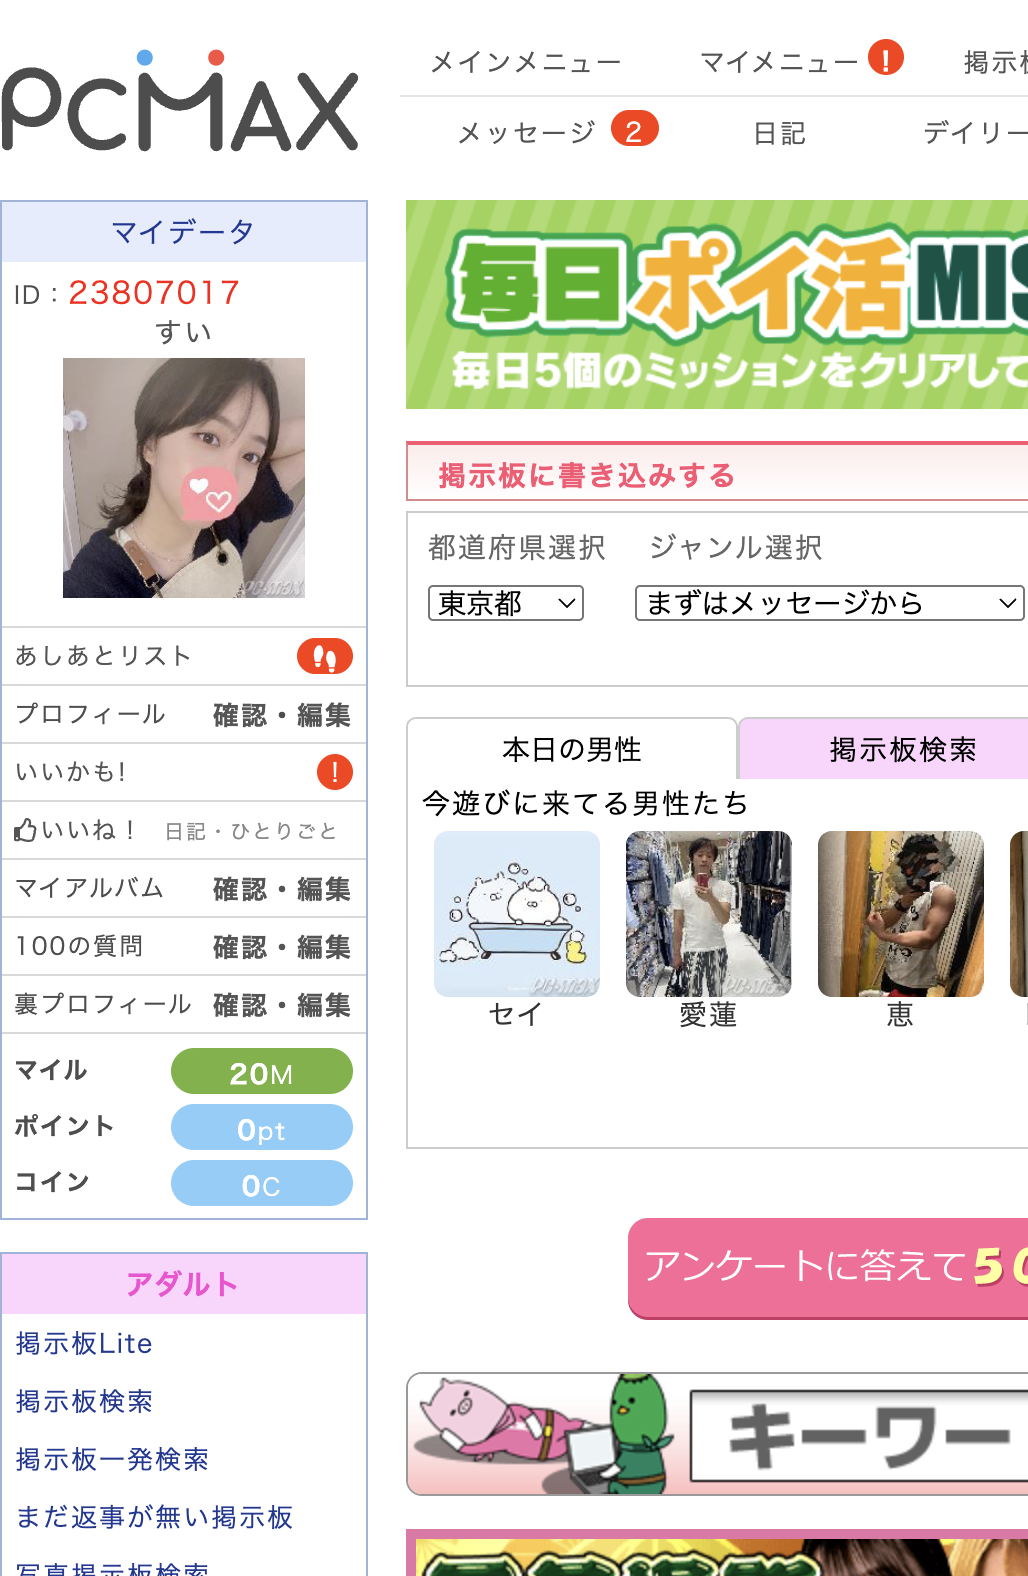 PCMAX
メインメニュー
マイメニュー !
メッセージ 2
日記
マイデータ
ID：23807017
すい
PC-MAX
あしあとリスト
プロフィール 確認・編集
いいかも! !
いいね！ 日記・ひとりごと
マイアルバム 確認・編集
100の質問 確認・編集
裏プロフィール 確認・編集
マイル 20M
ポイント 0pt
コイン 0C
アダルト
掲示板Lite
掲示板検索
掲示板一発検索
まだ返事が無い掲示板
写真掲示板検索
掲示板
デイリー
毎日ポイ活MIS
毎日5個のミッションをクリアして
掲示板に書き込みする
都道府県選択 ジャンル選択
東京都 まずはメッセージから
本日の男性 掲示板検索
今遊びに来てる男性たち
PC-MAX
PC-MAX
セイ 愛蓮 恵
アンケートに答えて50
キーワー